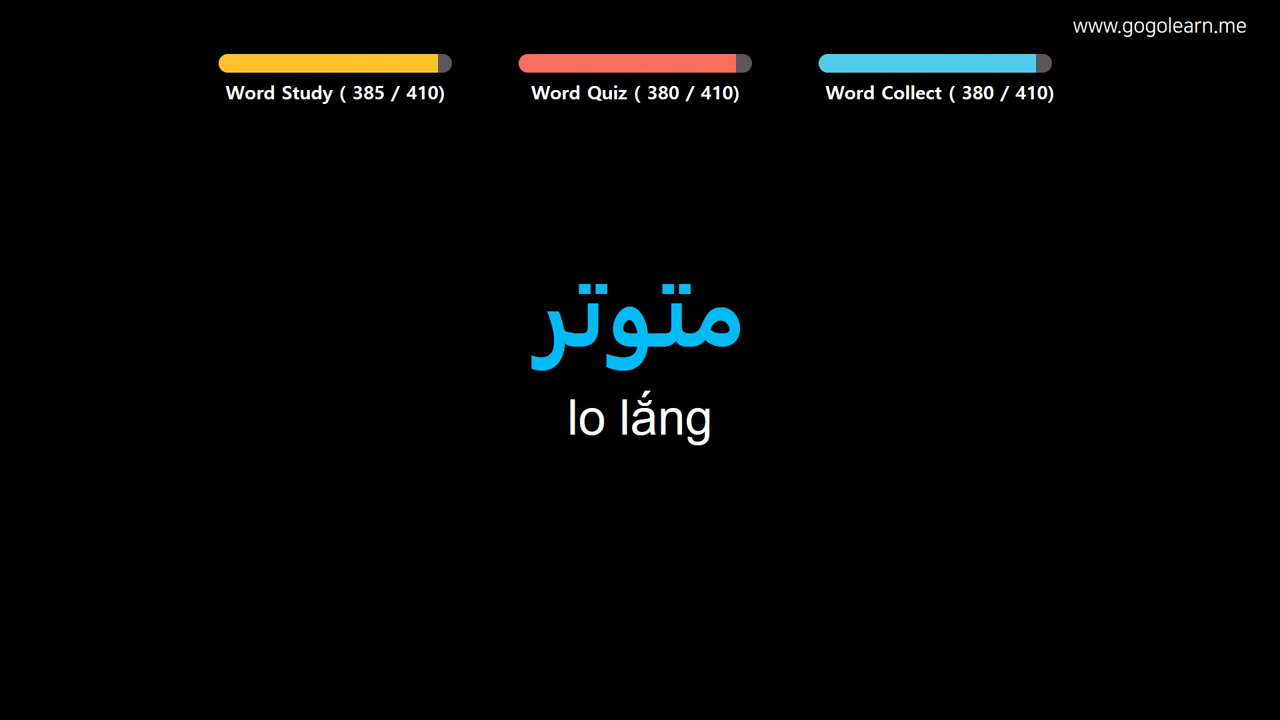 www.gogolearn.me
Word Study ( 385 / 410)
Word Quiz ( 380 / 410)
Word Collect ( 380 / 410)
متوتر
lo lắng